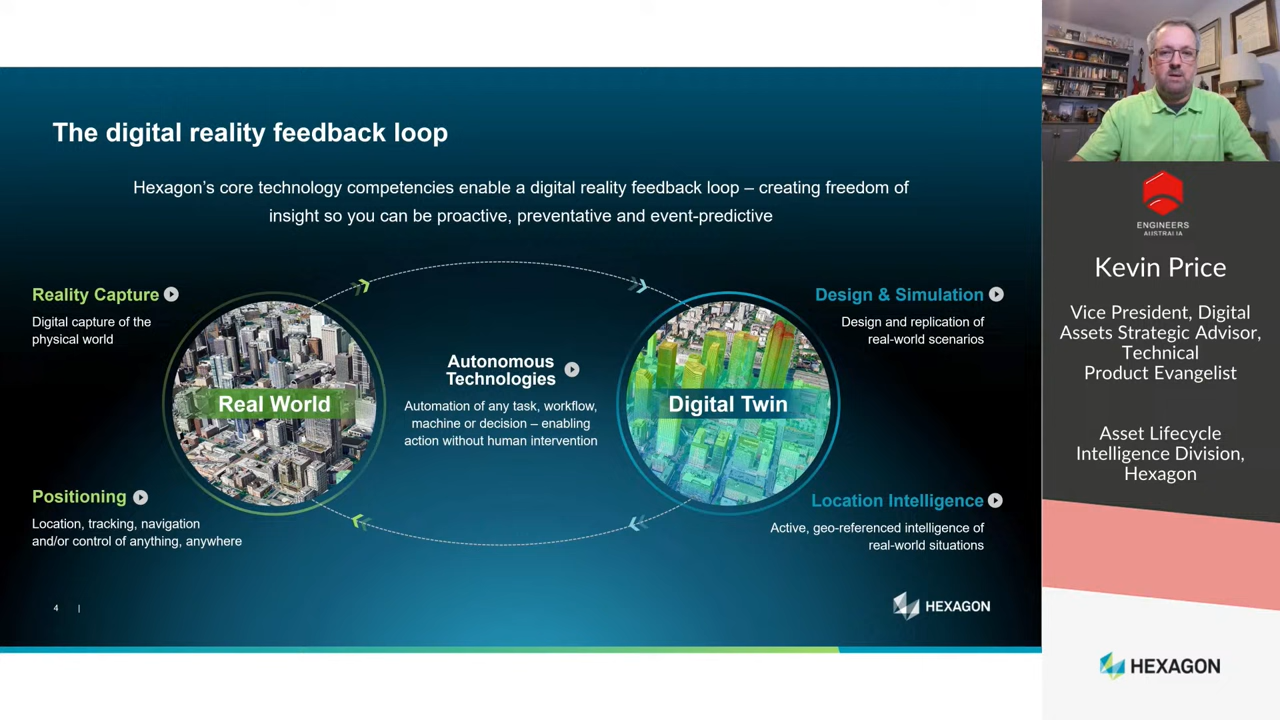 The digital reality feedback loop
Hexagon’s core technology competencies enable a digital reality feedback loop – creating freedom of
insight so you can be proactive, preventative and event-predictive
Reality Capture
Digital capture of the
physical world
Real World
Positioning
Location, tracking, navigation
and/or control of anything, anywhere
Autonomous
Technologies
Automation of any task, workflow,
machine or decision – enabling
action without human intervention
Design & Simulation
Design and replication of
real-world scenarios
Digital Twin
Location Intelligence
Active, geo-referenced intelligence of
real-world situations
4 |
HEXAGON
ENGINEERS
AUSTRALIA
Kevin Price
Vice President, Digital
Assets Strategic Advisor,
Technical
Product Evangelist
Asset Lifecycle
Intelligence Division,
Hexagon
HEXAGON